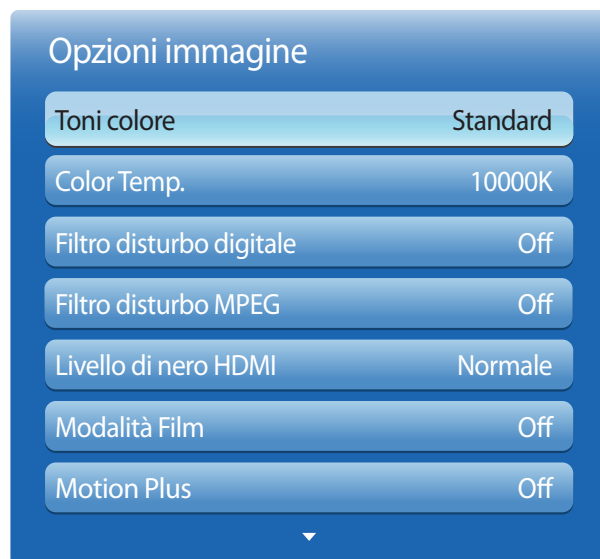 Opzioni immagine
Toni colore Standard
Color Temp. 10000K
Filtro disturbo digitale Off
Filtro disturbo MPEG Off
Livello di nero HDMI Normale
Modalità Film Off
Motion Plus Off